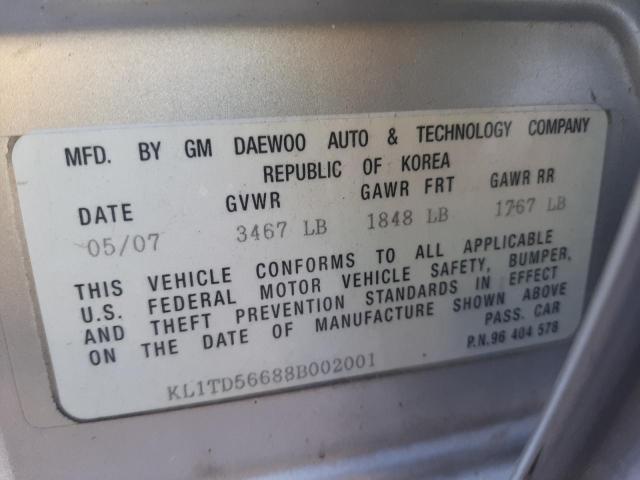 MFD. BY GM DAEWOO AUTO & TECHNOLOGY COMPANY
REPUBLIC OF KOREA
DATE GVWR GAWR FRT GAWR RR
05/07 3467 LB 1848 LB 1767 LB
THIS VEHICLE CONFORMS TO ALL APPLICABLE
U.S. FEDERAL MOTOR VEHICLE SAFETY, BUMPER,
AND THEFT PREVENTION STANDARDS IN EFFECT
ON THE DATE OF MANUFACTURE SHOWN ABOVE
PASS. CAR
P.N.96 404 578
KL1TD56688B002001